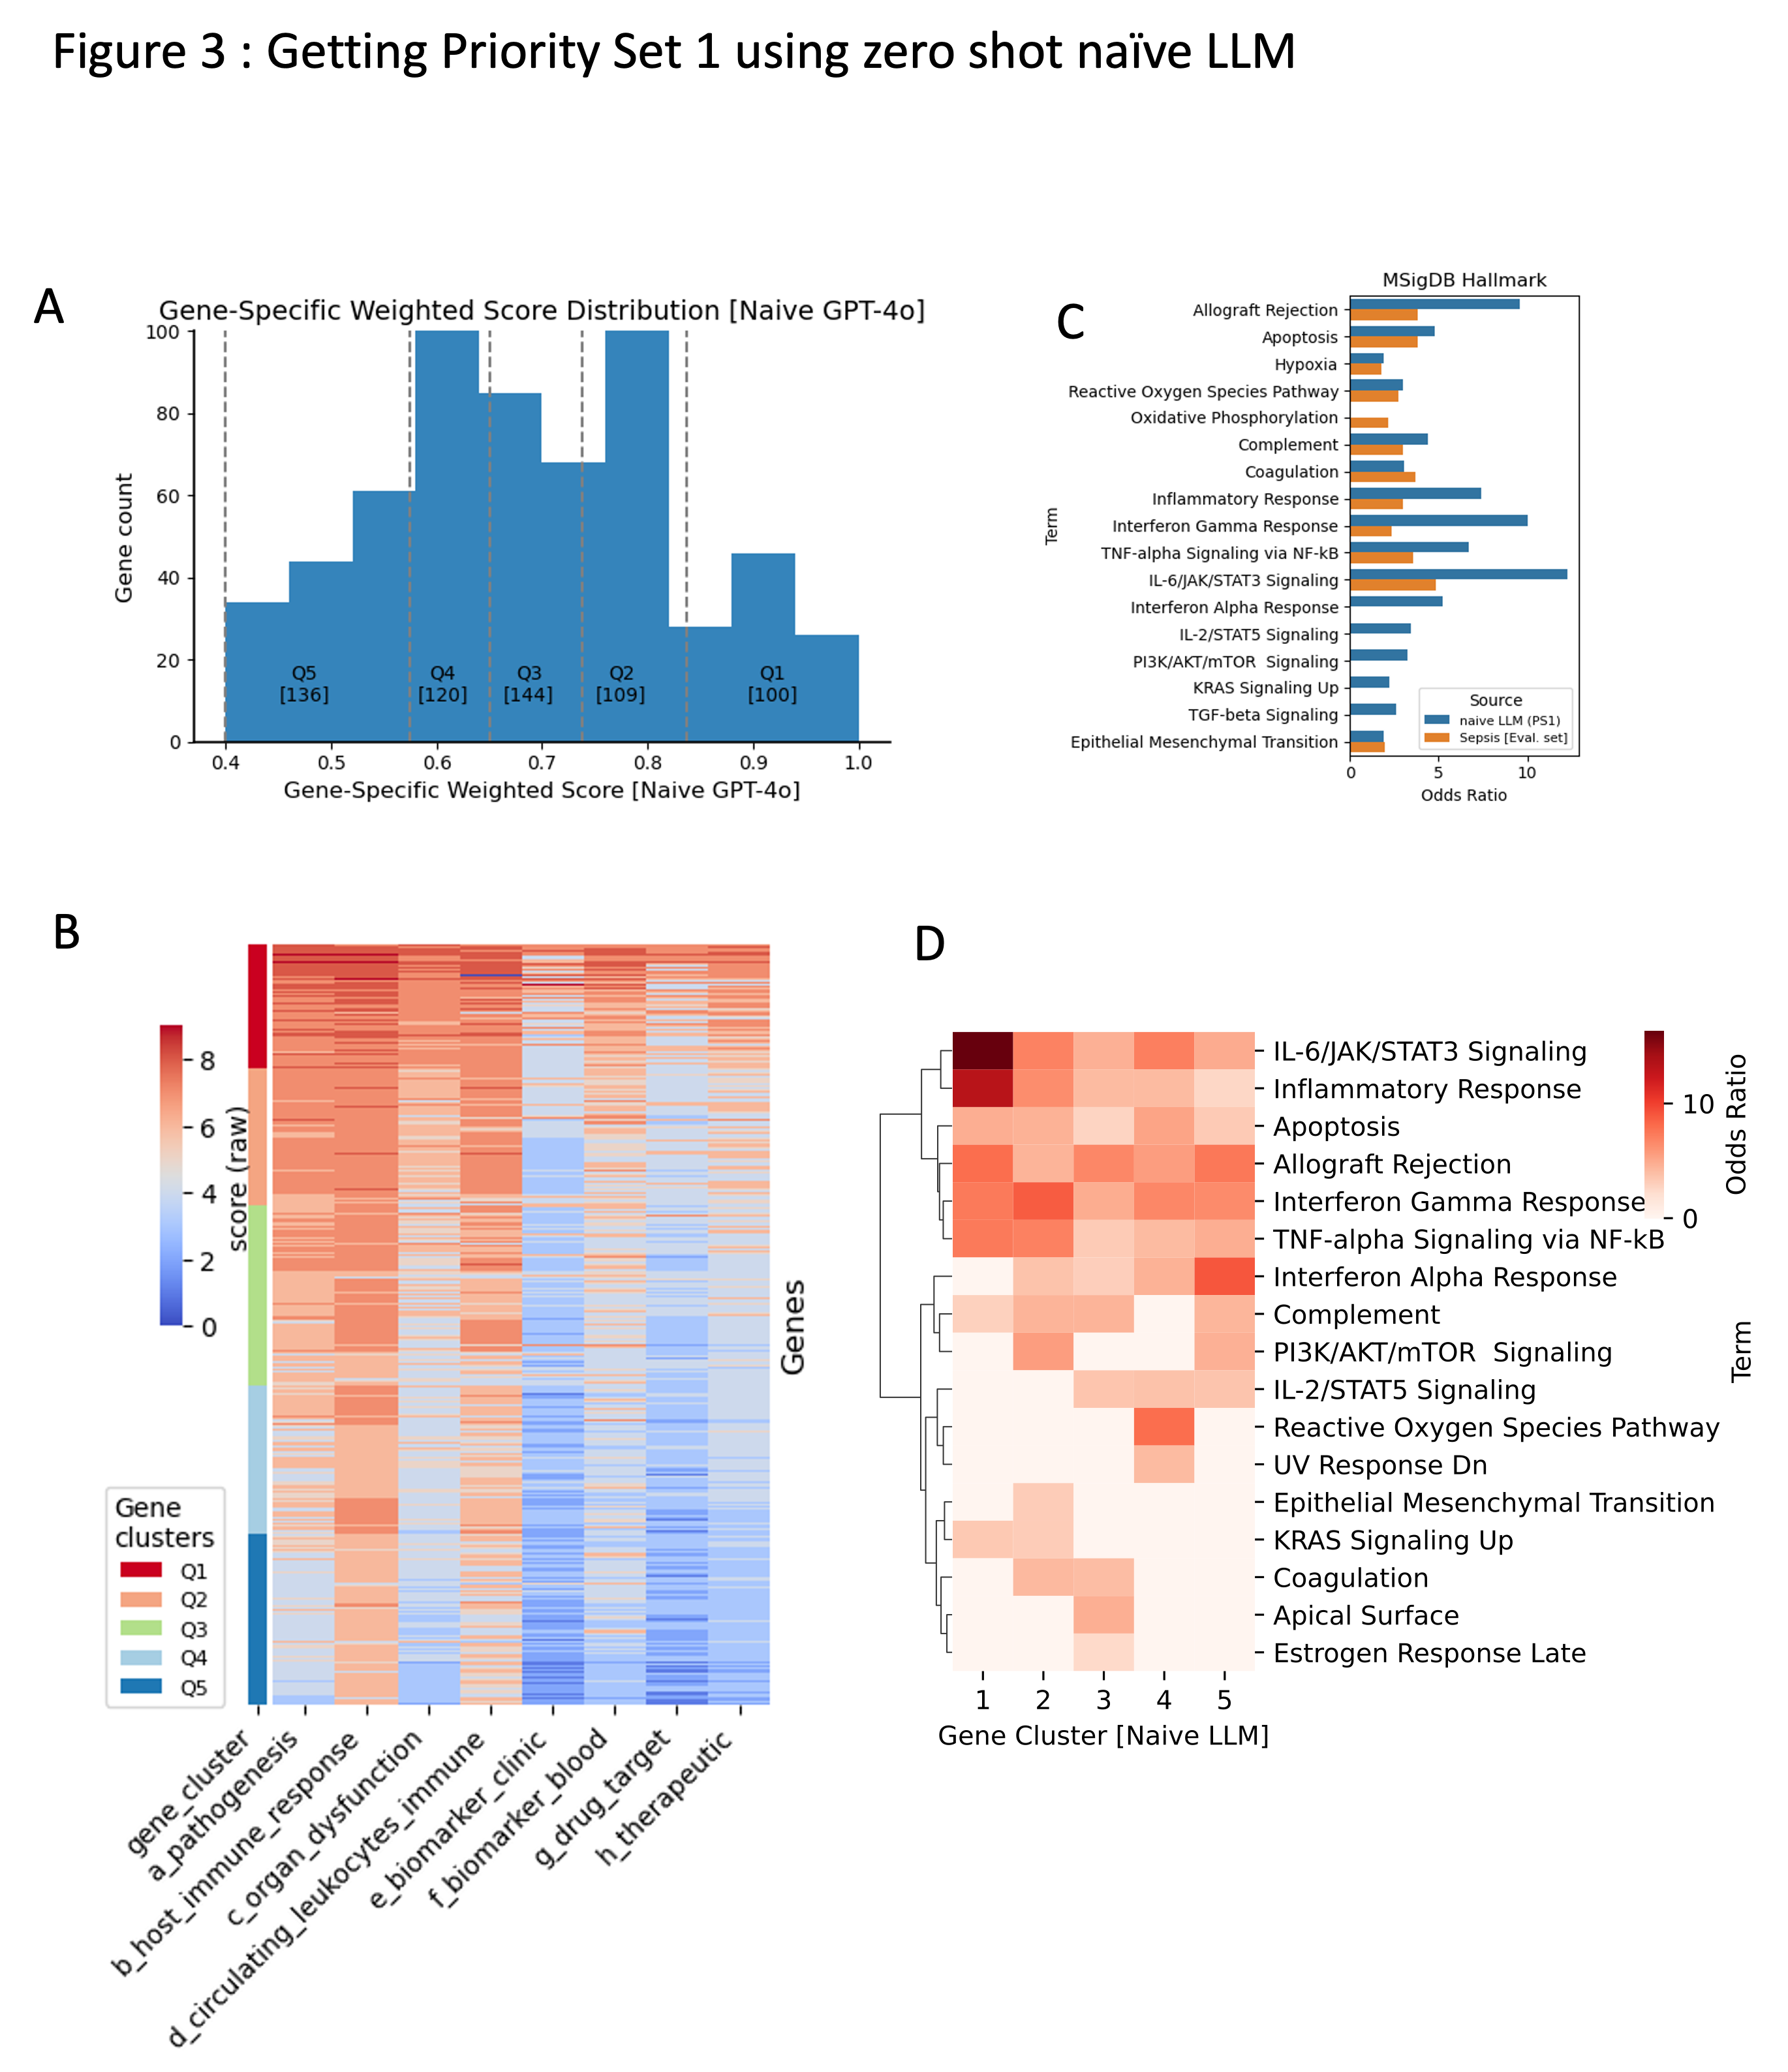 Figure 3 : Getting Priority Set 1 using zero shot naïve LLM
A
Gene-Specific Weighted Score Distribution [Naive GPT-4o]
Gene count
100
80
60
40
20
0
Q5
[136]
Q4
[120]
Q3
[144]
Q2
[109]
Q1
[100]
0.4
0.5
0.6
0.7
0.8
0.9
1.0
Gene-Specific Weighted Score [Naive GPT-4o]
C
MSigDB Hallmark
Term
Allograft Rejection
Apoptosis
Hypoxia
Reactive Oxygen Species Pathway
Oxidative Phosphorylation
Complement
Coagulation
Inflammatory Response
Interferon Gamma Response
TNF-alpha Signaling via NF-kB
IL-6/JAK/STAT3 Signaling
Interferon Alpha Response
IL-2/STAT5 Signaling
PI3K/AKT/mTOR  Signaling
KRAS Signaling Up
TGF-beta Signaling
Epithelial Mesenchymal Transition
Source
naive LLM (PS1)
Sepsis [Eval. set]
0
5
10
Odds Ratio
B
score (raw)
8
6
4
2
0
Gene
clusters
Q1
Q2
Q3
Q4
Q5
Genes
gene_cluster
a_pathogenesis
b_host_immune_response
c_organ_dysfunction
d_circulating_leukocytes_immune
e_biomarker_clinic
f_biomarker_blood
g_drug_target
h_therapeutic
D
IL-6/JAK/STAT3 Signaling
Inflammatory Response
Apoptosis
Allograft Rejection
Interferon Gamma Response
TNF-alpha Signaling via NF-kB
Interferon Alpha Response
Complement
PI3K/AKT/mTOR  Signaling
IL-2/STAT5 Signaling
Reactive Oxygen Species Pathway
UV Response Dn
Epithelial Mesenchymal Transition
KRAS Signaling Up
Coagulation
Apical Surface
Estrogen Response Late
10
0
Odds Ratio
Term
1
2
3
4
5
Gene Cluster [Naive LLM]